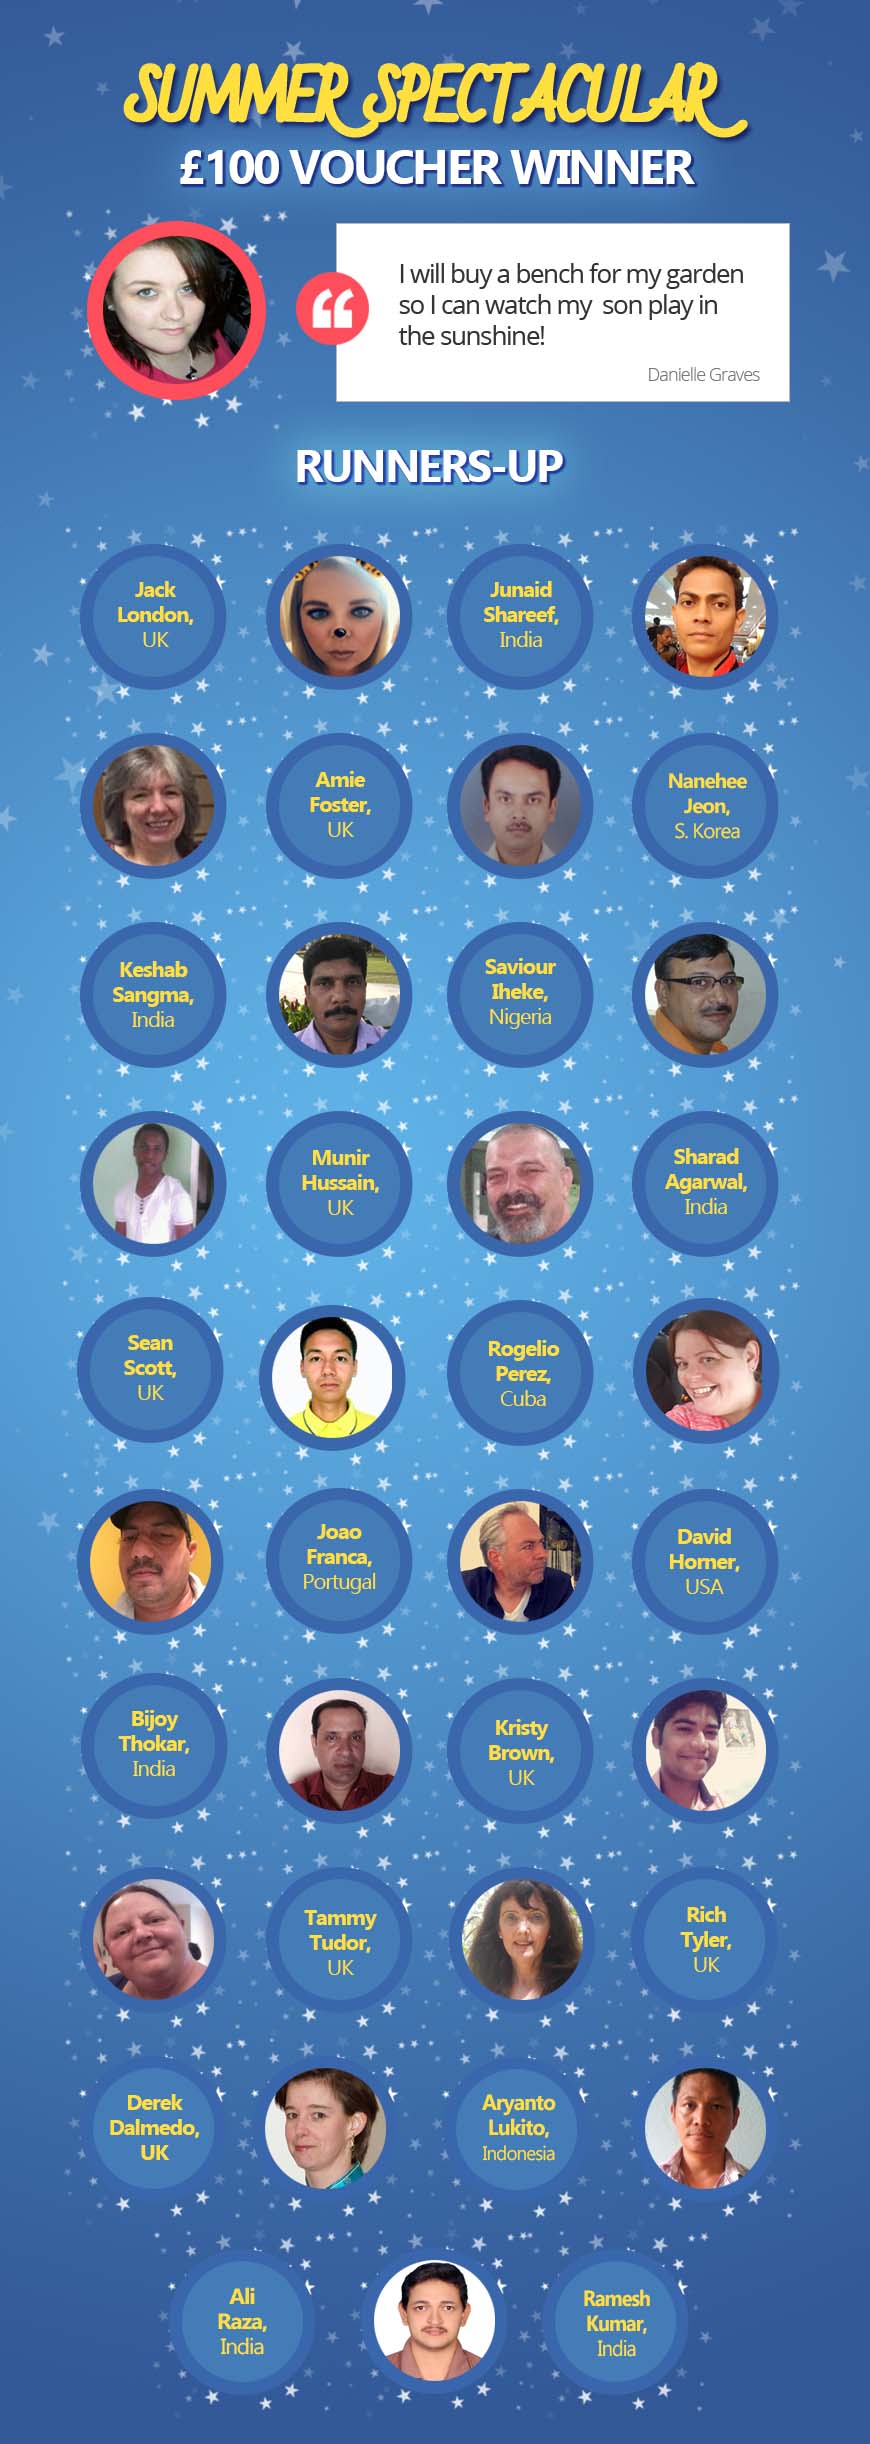 SUMMER SPECTACULAR
£100 VOUCHER WINNER
I will buy a bench for my garden
so I can watch my son play in
the sunshine!
Danielle Graves
RUNNERS-UP
Jack
London,
UK
Junaid
Shareef,
India
Amie
Foster,
UK
Nanehee
Jeon,
S. Korea
Keshab
Sangma,
India
Saviour
Iheke,
Nigeria
Munir
Hussain,
UK
Sharad
Agarwal,
India
Sean
Scott,
UK
Rogelio
Perez,
Cuba
Joao
Franca,
Portugal
David
Horner,
USA
Bijoy
Thokar,
India
Kristy
Brown,
UK
Tammy
Tudor,
UK
Rich
Tyler,
UK
Derek
Dalmedo,
UK
Aryanto
Lukito,
Indonesia
Ali
Raza,
India
Ramesh
Kumar,
India